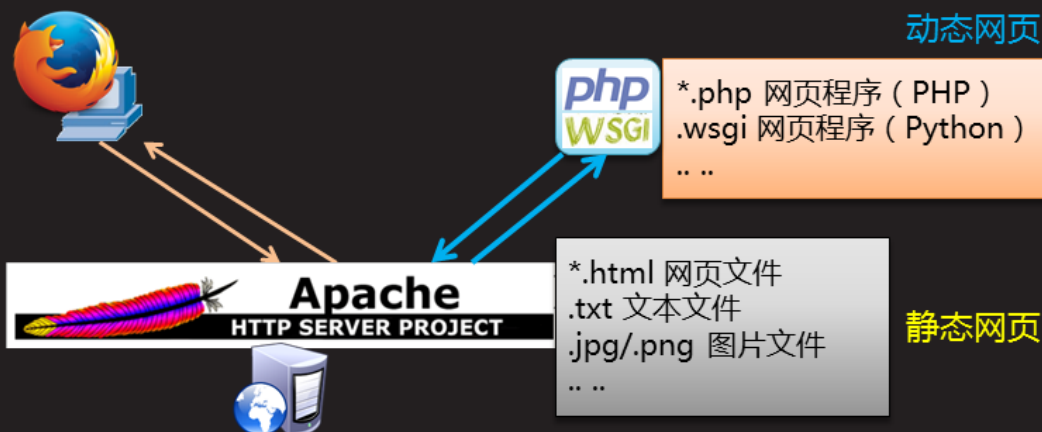 动态网页
php
WSGI
*.php 网页程序（PHP）
.wsgi 网页程序（Python）
.. ..
Apache
HTTP SERVER PROJECT
*.html 网页文件
.txt 文本文件
.jpg/.png 图片文件
.. ..
静态网页